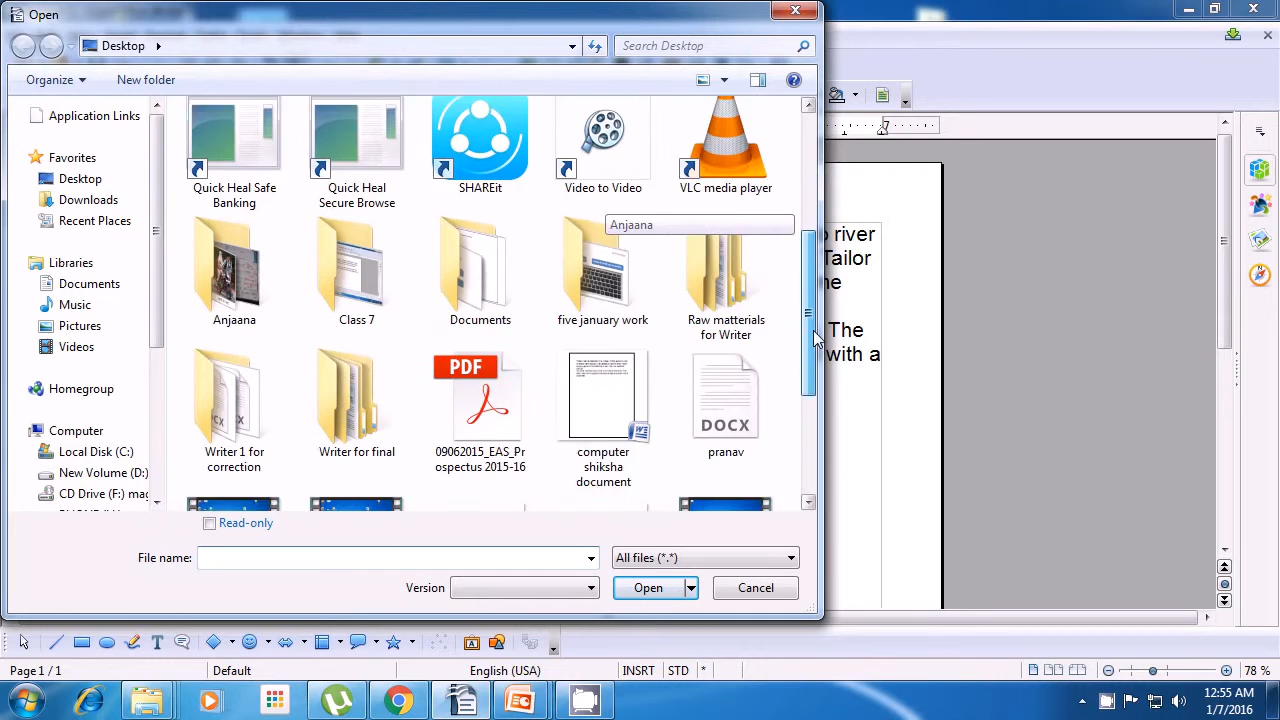 Open
Desktop
Search Desktop
Organize
New folder
Application Links
Favorites
Desktop
Downloads
Recent Places
Libraries
Documents
Music
Pictures
Videos
Homegroup
Computer
Local Disk (C:)
New Volume (D:)
CD Drive (F:) mag
Quick Heal Safe
Banking
Quick Heal
Secure Browse
SHAREit
Video to Video
VLC media player
Anjaana
Anjaana
Class 7
Documents
five january work
Raw matterials
for Writer
Writer 1 for
correction
Writer for final
PDF
09062015_EAS_Pr
ospectus 2015-16
computer
shiksha
document
DOCX
pranav
Read-only
File name:
All files (*.*)
Version
Open
Cancel
river
Tailor
The
with a
Page 1 / 1
Default
English (USA)
INSRT
STD
*
78 %
12:55 AM
1/7/2016